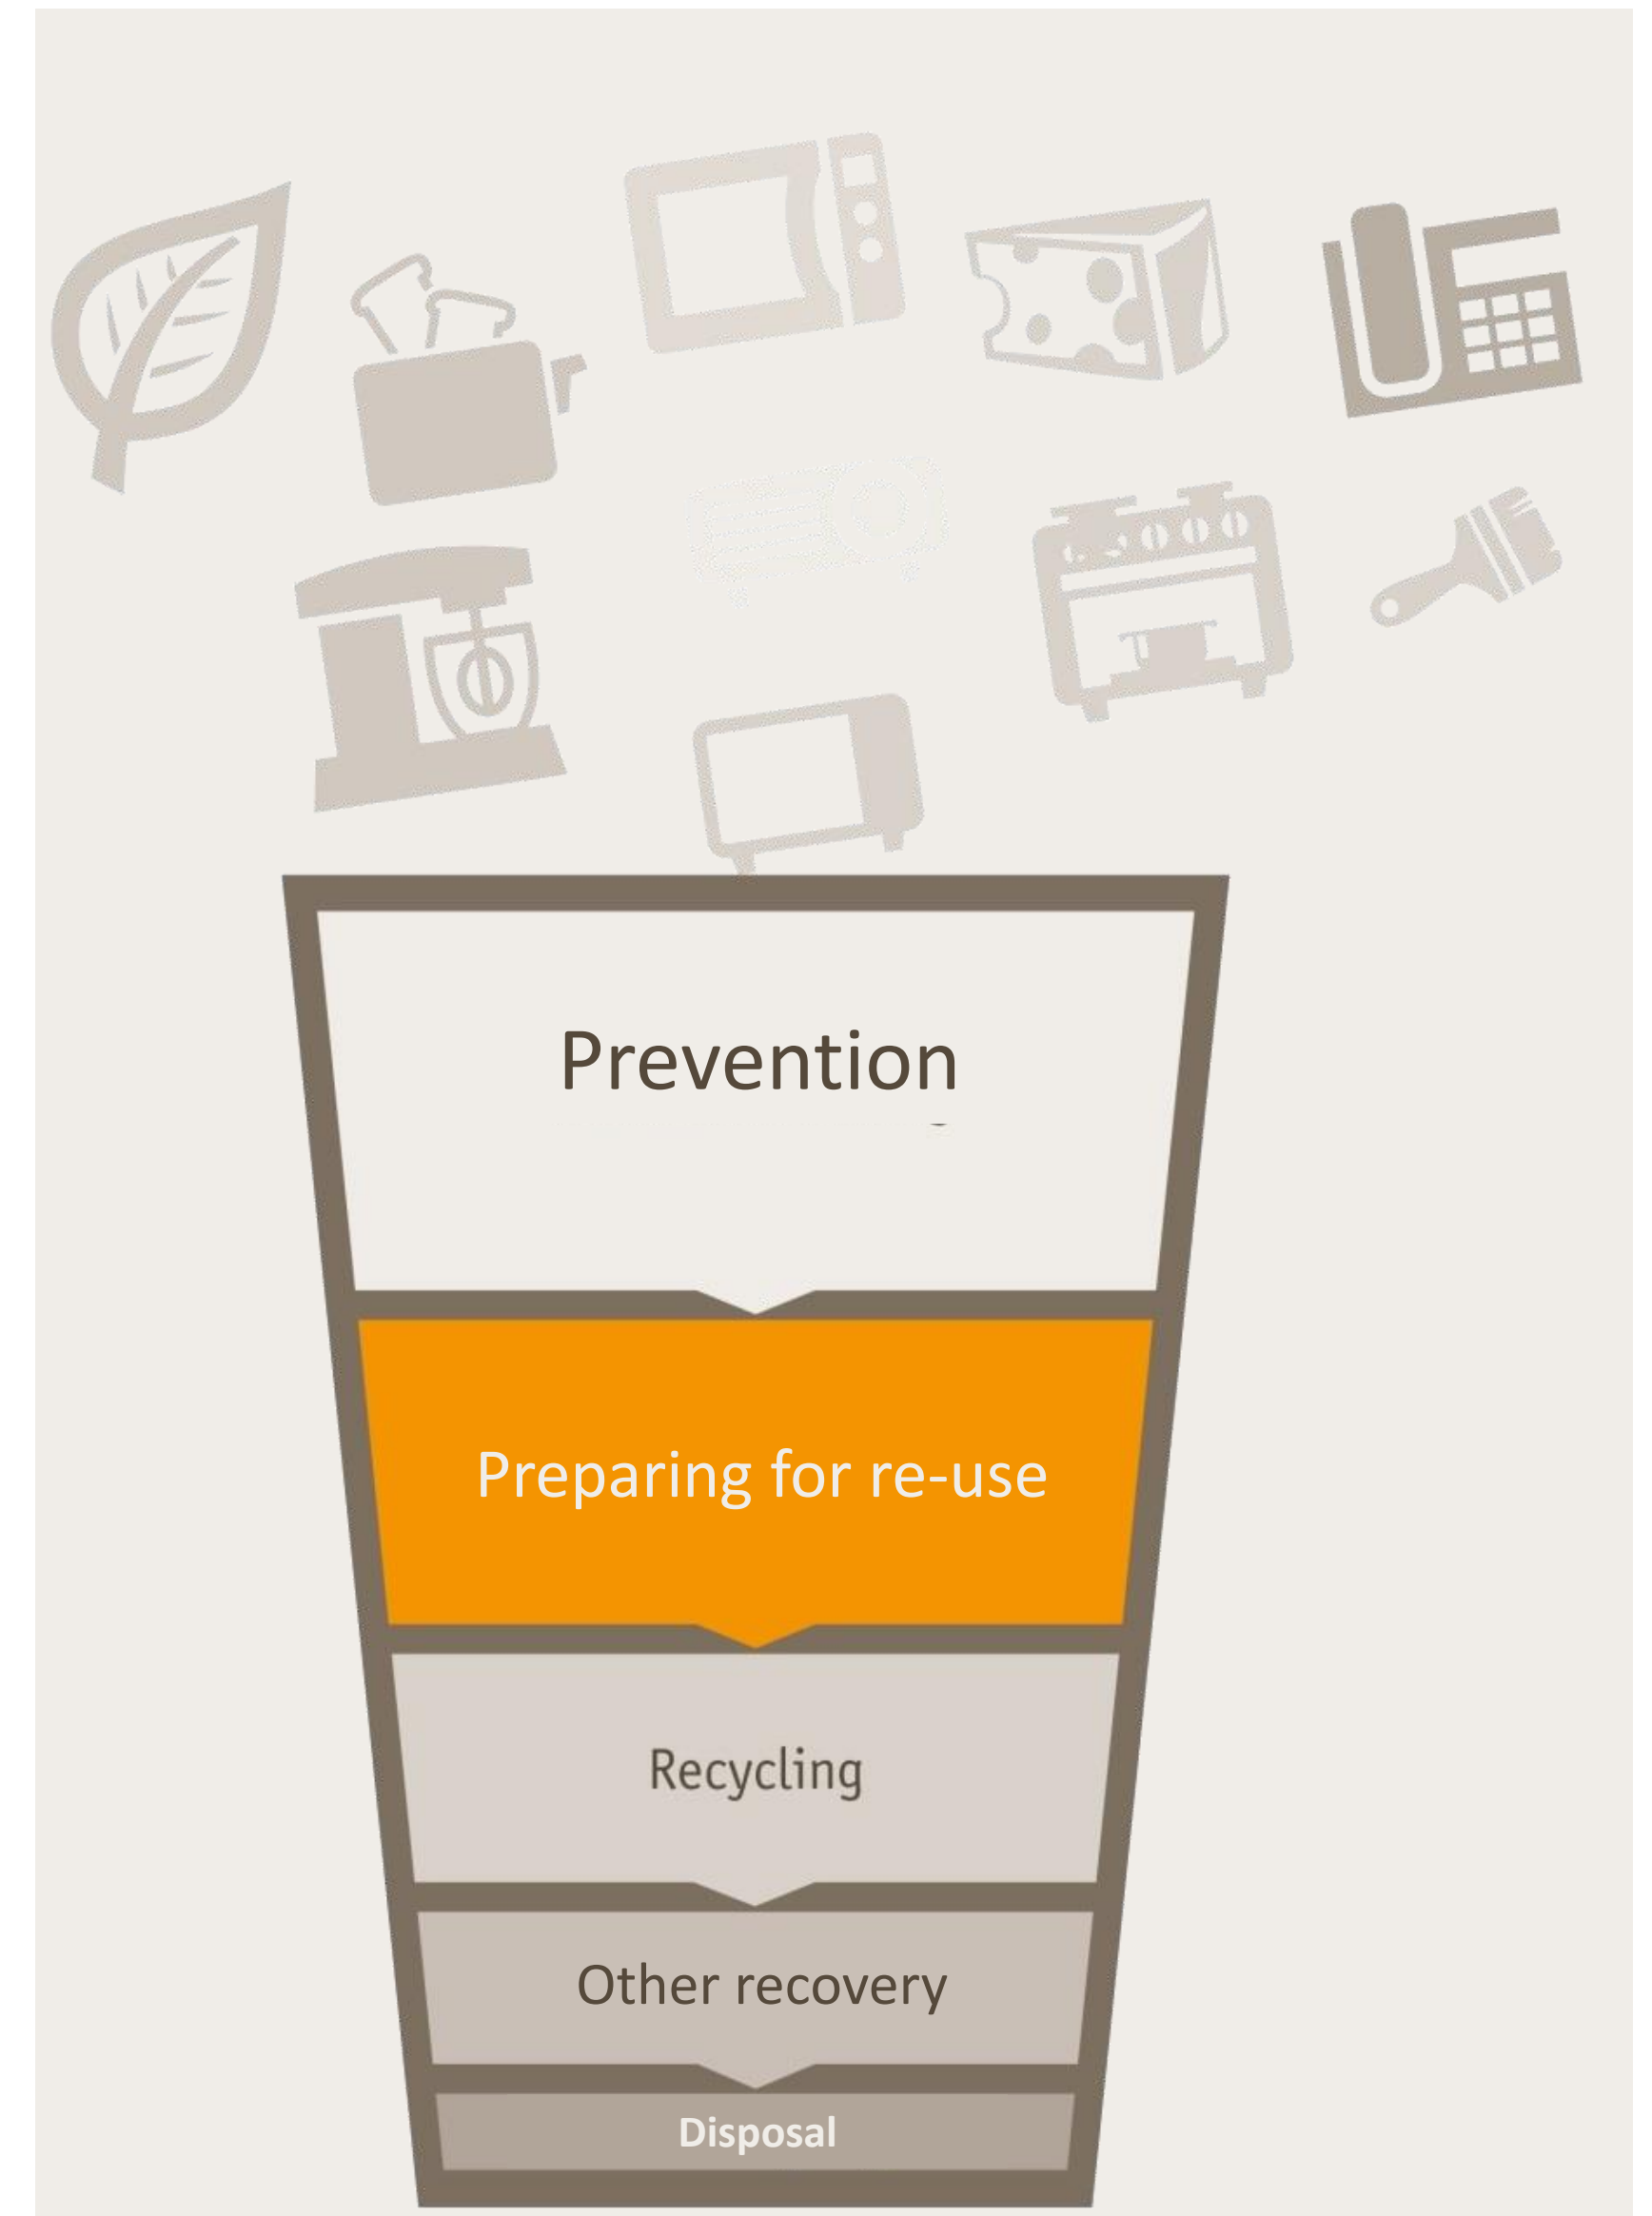 Prevention
Preparing for re-use
Recycling
Other recovery
Disposal